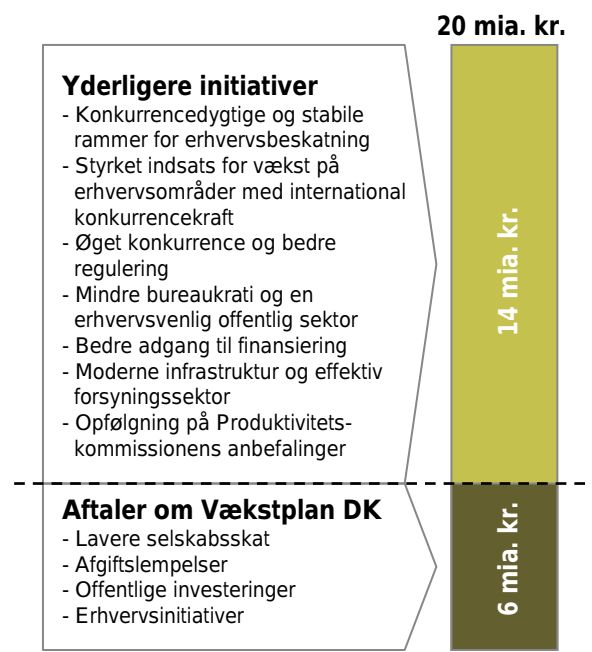 20 mia. kr.
Yderligere initiativer
- Konkurrencedygtige og stabile
rammer for erhvervsbeskatning
- Styrket indsats for vækst på
erhvervsområder med international
konkurrencekraft
- Øget konkurrence og bedre
regulering
- Mindre bureaukrati og en
erhvervsvenlig offentlig sektor
- Bedre adgang til finansiering
- Moderne infrastruktur og effektiv
forsyningssektor
- Opfølgning på Produktivitets-
kommissionens anbefalinger
14 mia. kr.
Aftaler om Vækstplan DK
- Lavere selskabsskat
- Afgiftslempelser
- Offentlige investeringer
- Erhvervsinitiativer
6 mia. kr.